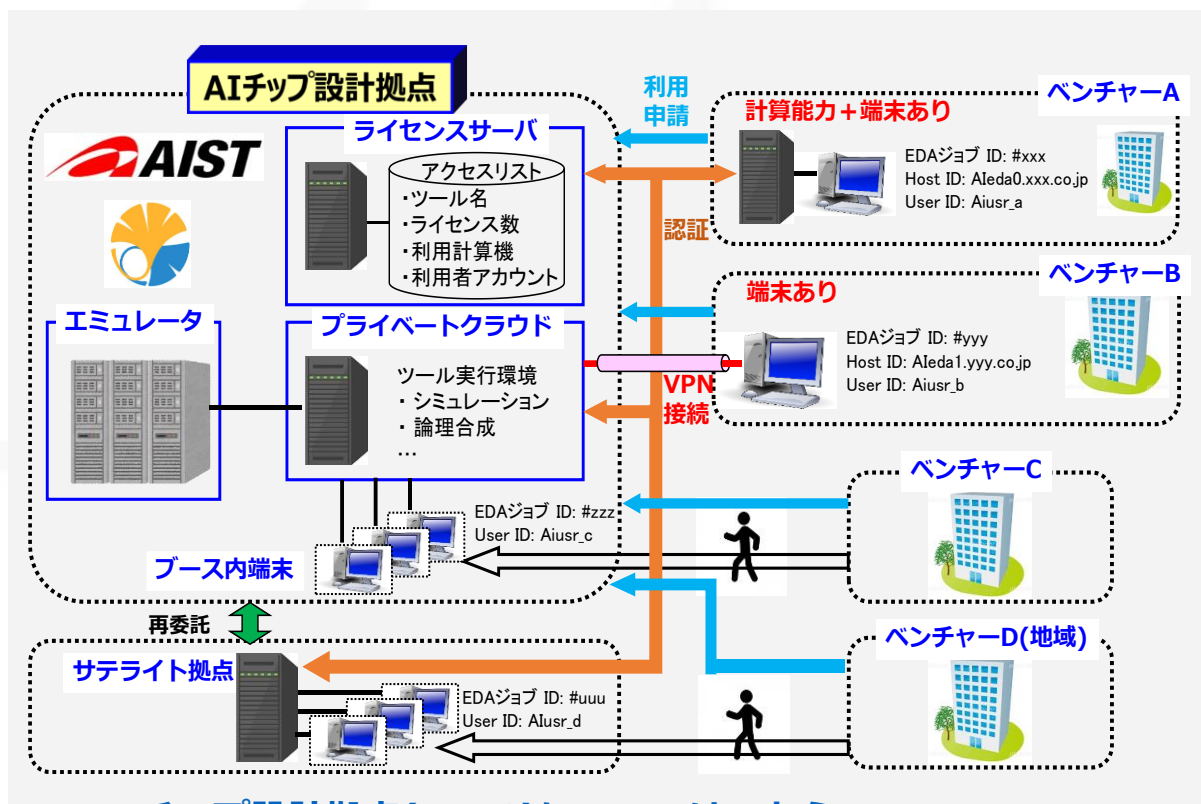 AIチップ設計拠点
AIST
ライセンスサーバ
アクセスリスト
・ツール名
・ライセンス数
・利用計算機
・利用者アカウント
エミュレータ
プライベートクラウド
ツール実行環境
・ シミュレーション
・ 論理合成
…
ブース内端末
EDAジョブ ID: #zzz
User ID: Aiusr_c
再委託
サテライト拠点
EDAジョブ ID: #uuu
User ID: AIusr_d
利用
申請
認証
VPN
接続
ベンチャーA
計算能力＋端末あり
EDAジョブ ID: #xxx
Host ID: AIeda0.xxx.co.jp
User ID: Aiusr_a
ベンチャーB
端末あり
EDAジョブ ID: #yyy
Host ID: AIeda1.yyy.co.jp
User ID: Aiusr_b
ベンチャーC
ベンチャーD(地域)